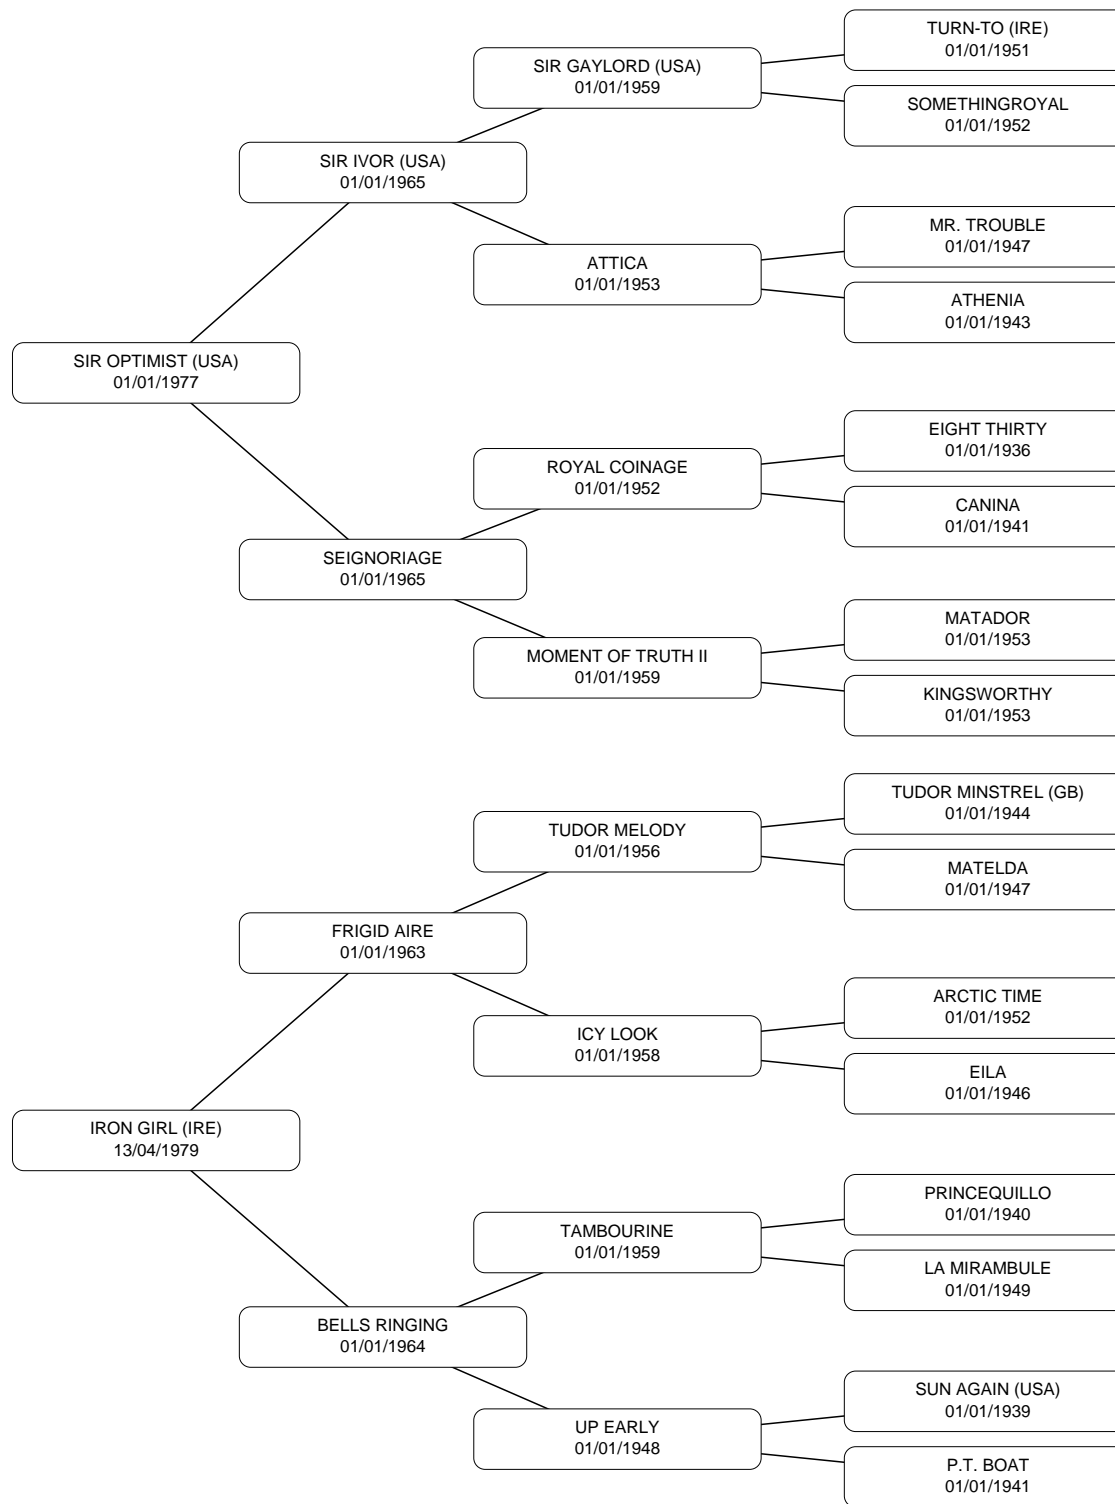 TURN-TO (IRE)
01/01/1951
SIR GAYLORD (USA)
01/01/1959
SOMETHINGROYAL
01/01/1952
SIR IVOR (USA)
01/01/1965
MR. TROUBLE
01/01/1947
ATTICA
01/01/1953
ATHENIA
01/01/1943
SIR OPTIMIST (USA)
01/01/1977
EIGHT THIRTY
01/01/1936
ROYAL COINAGE
01/01/1952
CANINA
01/01/1941
SEIGNORIAGE
01/01/1965
MATADOR
01/01/1953
MOMENT OF TRUTH II
01/01/1959
KINGSWORTHY
01/01/1953
TUDOR MINSTREL (GB)
01/01/1944
TUDOR MELODY
01/01/1956
MATELDA
01/01/1947
FRIGID AIRE
01/01/1963
ARCTIC TIME
01/01/1952
ICY LOOK
01/01/1958
EILA
01/01/1946
IRON GIRL (IRE)
13/04/1979
PRINCEQUILLO
01/01/1940
TAMBOURINE
01/01/1959
LA MIRAMBULE
01/01/1949
BELLS RINGING
01/01/1964
SUN AGAIN (USA)
01/01/1939
UP EARLY
01/01/1948
P.T. BOAT
01/01/1941